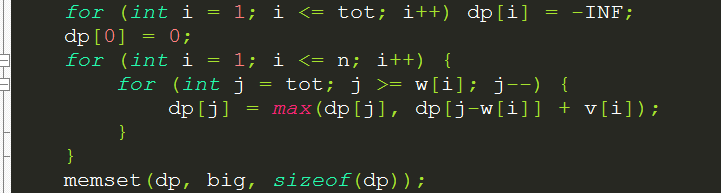 for (int i = 1; i <= tot; i++) dp[i] = -INF;
dp[0] = 0;
for (int i = 1; i <= n; i++) {
for (int j = tot; j >= w[i]; j--) {
dp[j] = max(dp[j], dp[j-w[i]] + v[i]);
}
}
memset(dp, big, sizeof(dp));